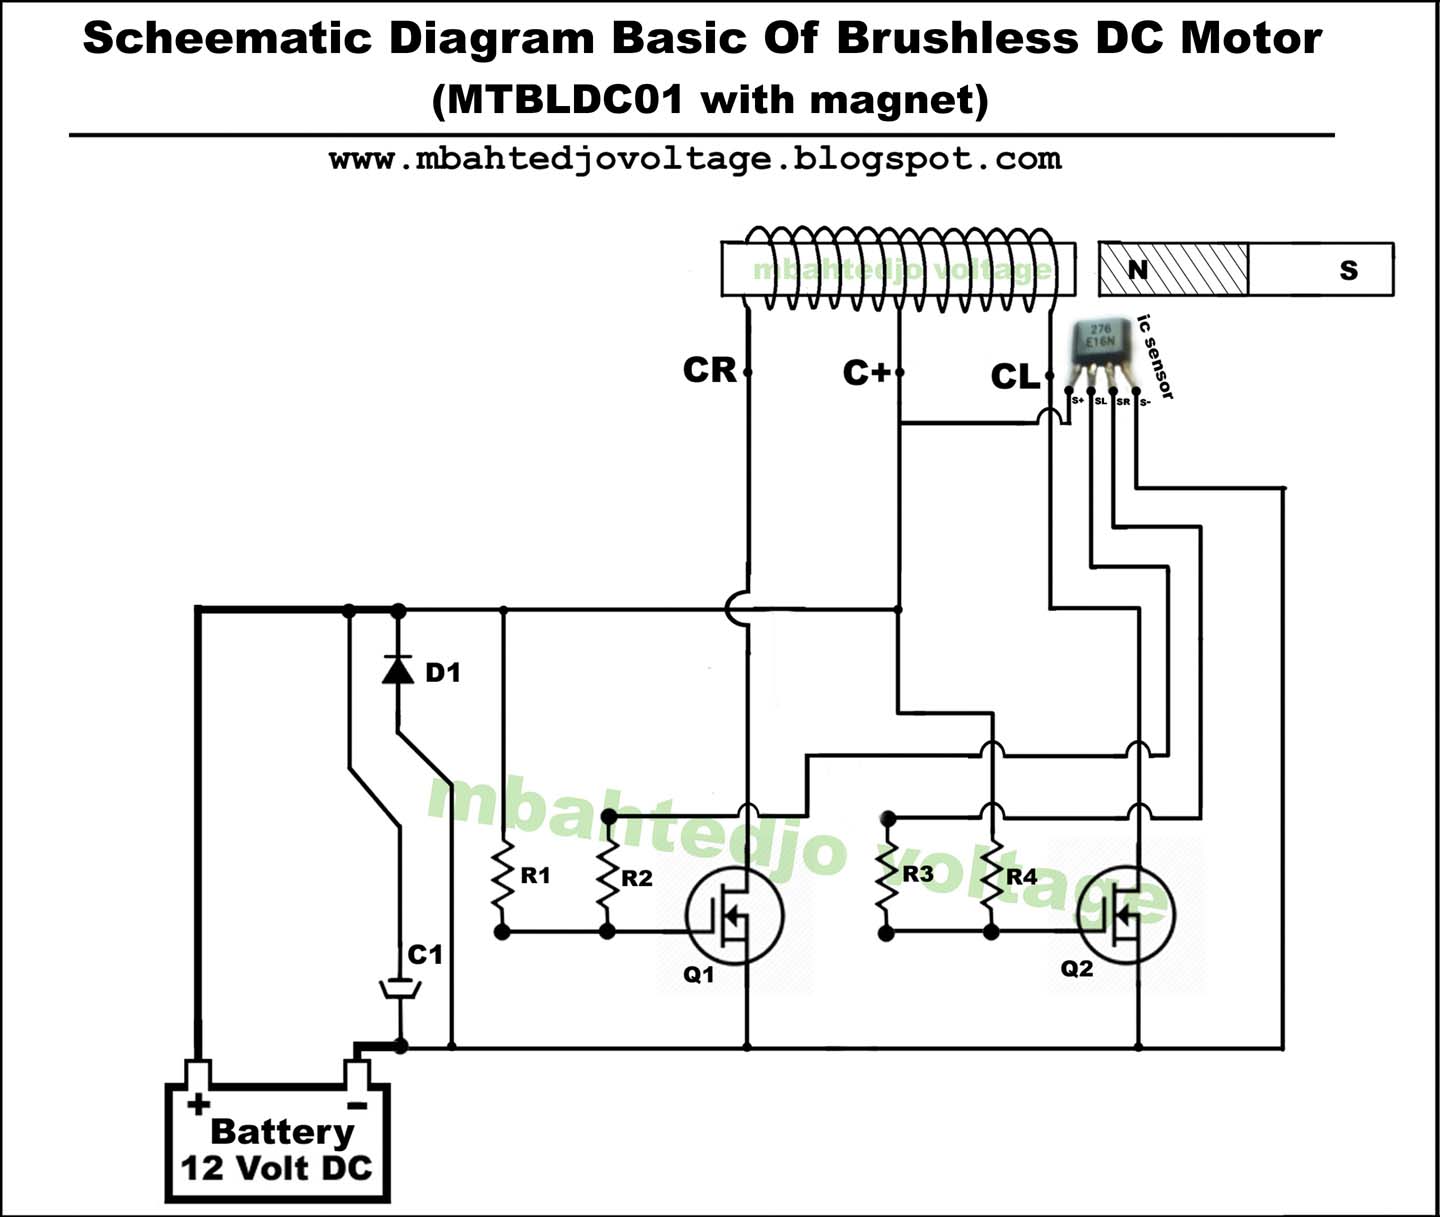 Scheematic Diagram Basic Of Brushless DC Motor
(MTBLDC01 with magnet)
www.mbahtedjovoltage.blogspot.com
mbahtedjo voltage
N
S
276
E16N
ic sensor
CR
C+
CL
S+
SL
SR
S-
D1
mbahtedjo voltage
R1
R2
R3
R4
C1
Q1
Q2
+
-
Battery
12 Volt DC